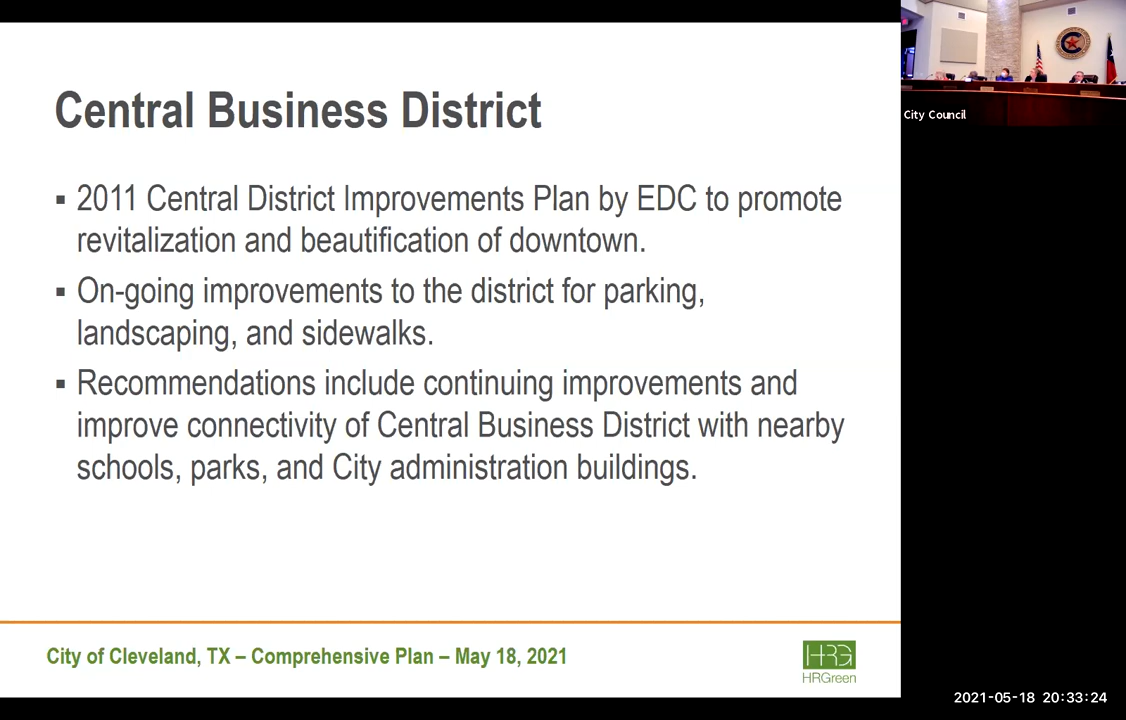 Central Business District
▪ 2011 Central District Improvements Plan by EDC to promote
revitalization and beautification of downtown.
▪ On-going improvements to the district for parking,
landscaping, and sidewalks.
▪ Recommendations include continuing improvements and
improve connectivity of Central Business District with nearby
schools, parks, and City administration buildings.
City of Cleveland, TX – Comprehensive Plan – May 18, 2021
HRG
HRGreen
City Council
2021-05-18 20:33:24